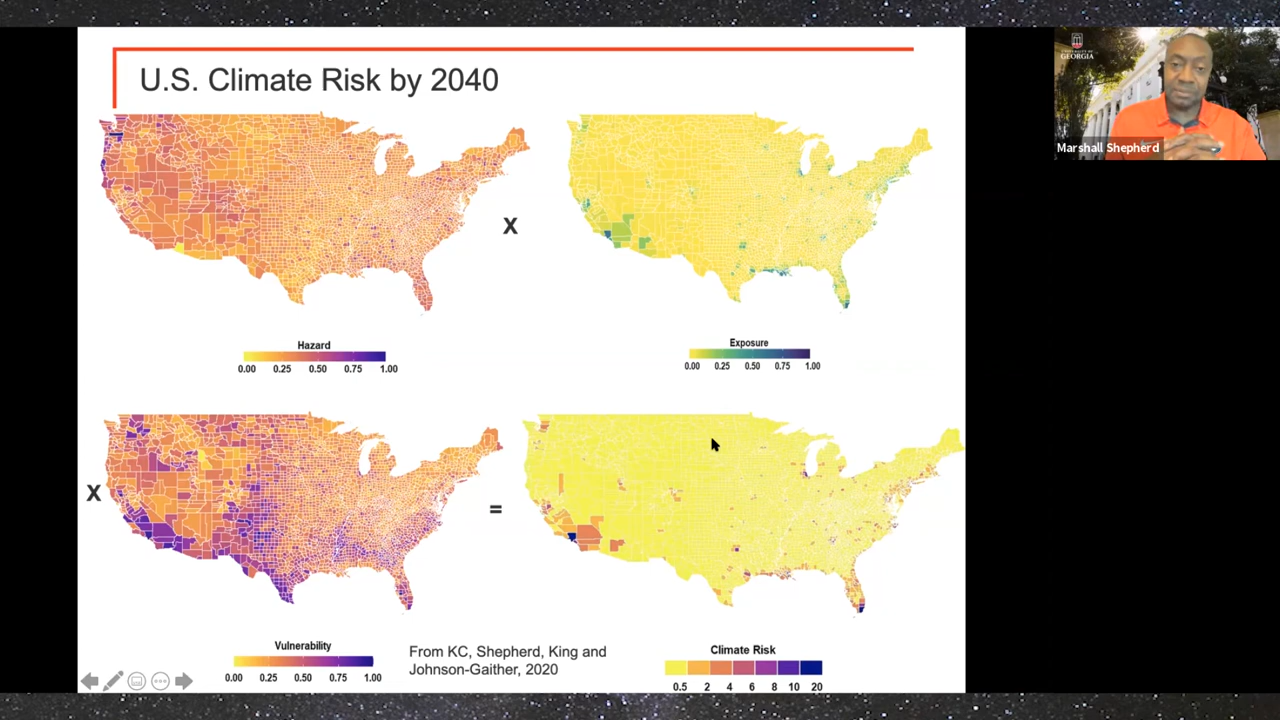 U.S. Climate Risk by 2040
UNIVERSITY OF
GEORGIA
Marshall Shepherd
X
Hazard
0.00 0.25 0.50 0.75 1.00
Exposure
0.00 0.25 0.50 0.75 1.00
X
=
Vulnerability
0.00 0.25 0.50 0.75 1.00
From KC, Shepherd, King and
Johnson-Gaither, 2020
Climate Risk
0.5 2 4 6 8 10 20